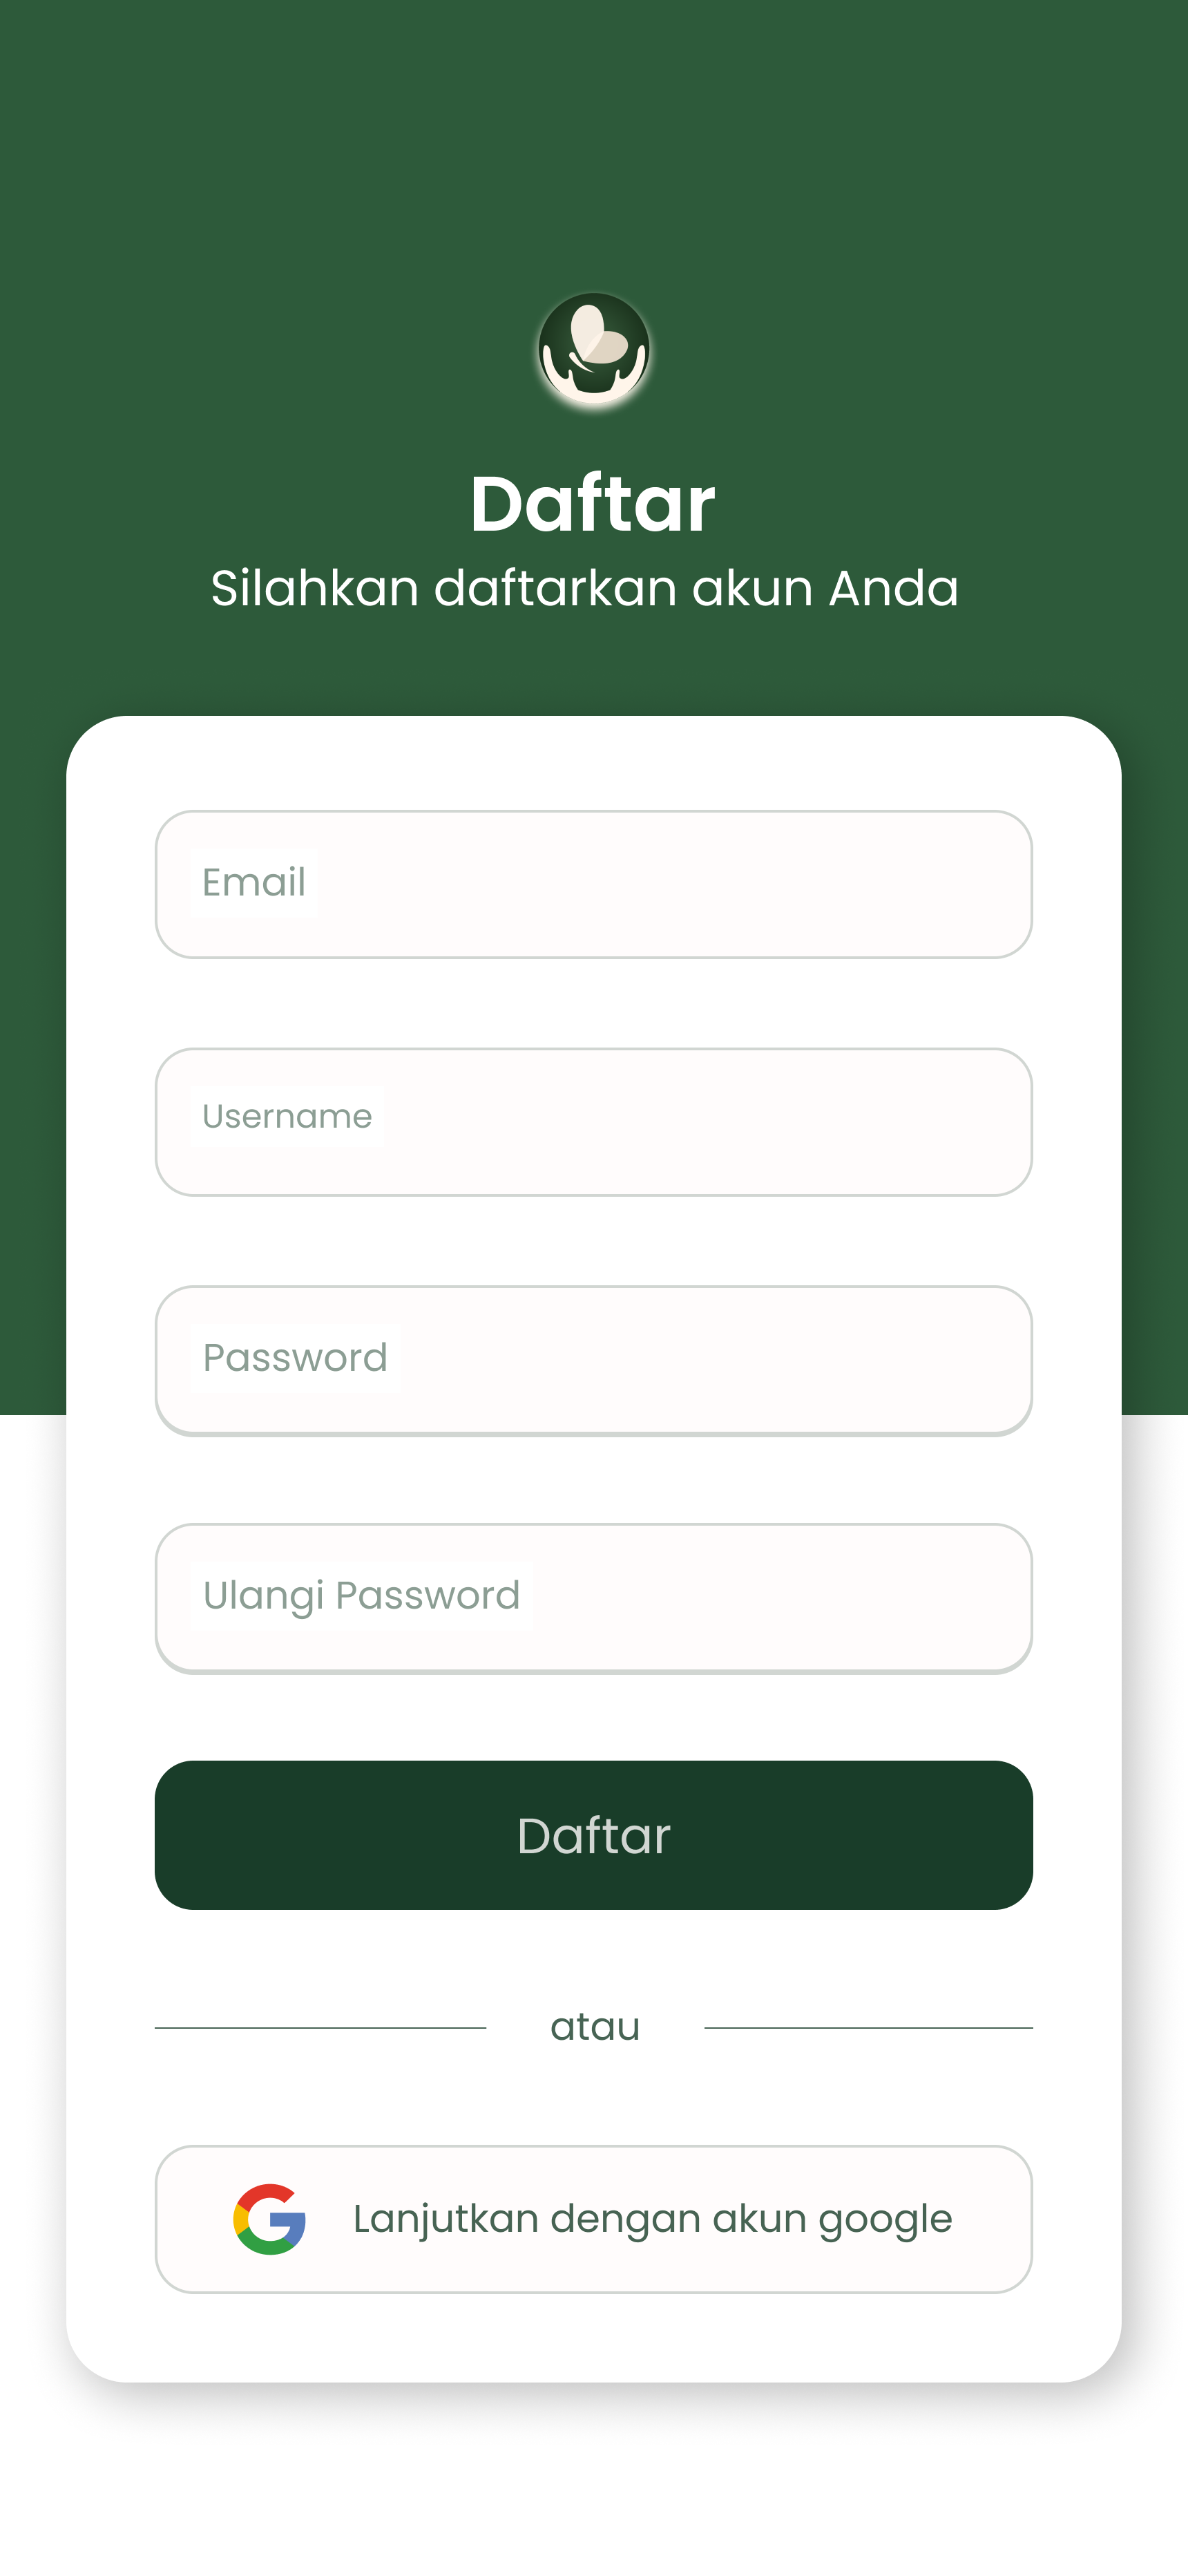 Daftar
Silahkan daftarkan akun Anda
Email
Username
Password
Ulangi Password
Daftar
atau
Lanjutkan dengan akun google